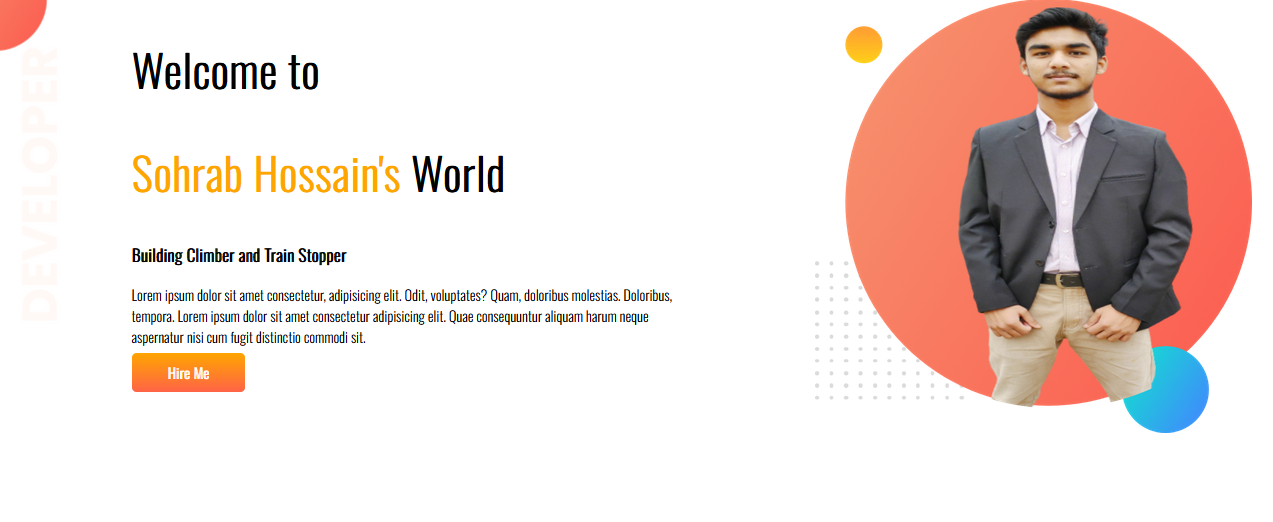 DEVELOPER
Welcome to
Sohrab Hossain's World
Building Climber and Train Stopper
Lorem ipsum dolor sit amet consectetur, adipisicing elit. Odit, voluptates? Quam, doloribus molestias. Doloribus,
tempora. Lorem ipsum dolor sit amet consectetur adipisicing elit. Quae consequuntur aliquam harum neque
aspernatur nisi cum fugit distinctio commodi sit.
Hire Me